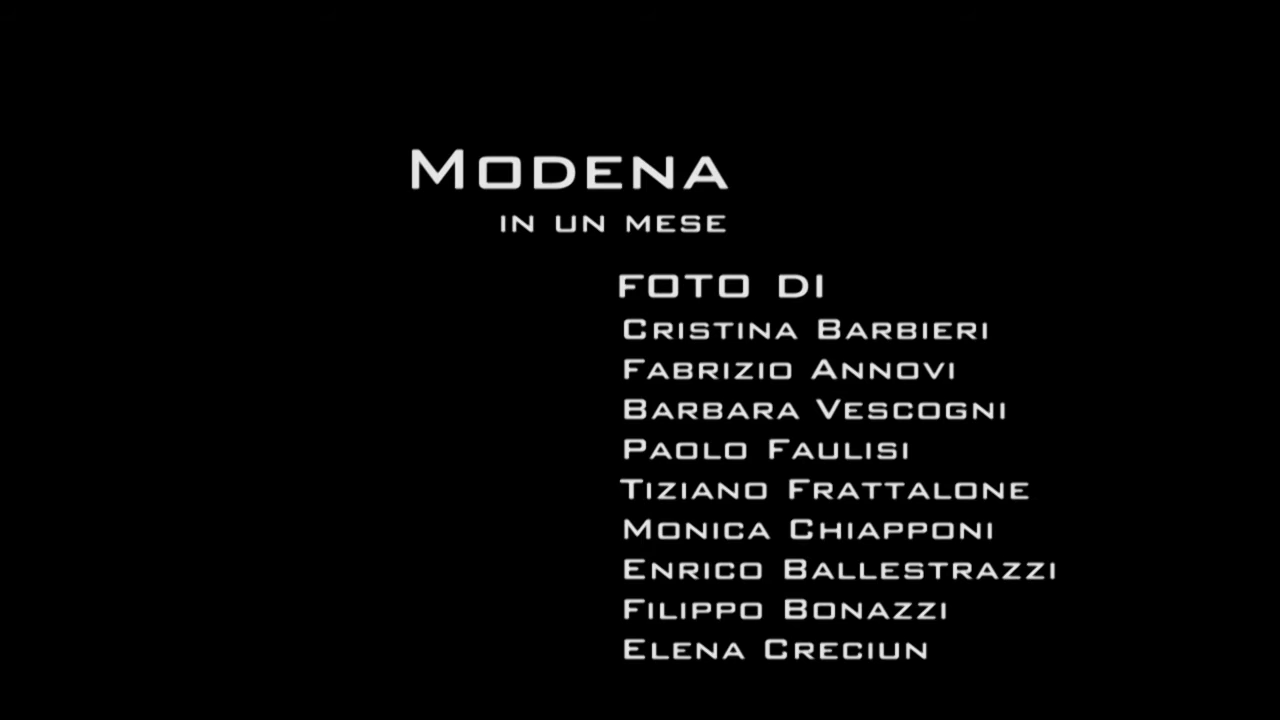 Modena
in un mese
foto di
Cristina Barbieri
Fabrizio Annovi
Barbara Vescogni
Paolo Faulisi
Tiziano Frattalone
Monica Chiapponi
Enrico Ballestrazzi
Filippo Bonazzi
Elena Creciun